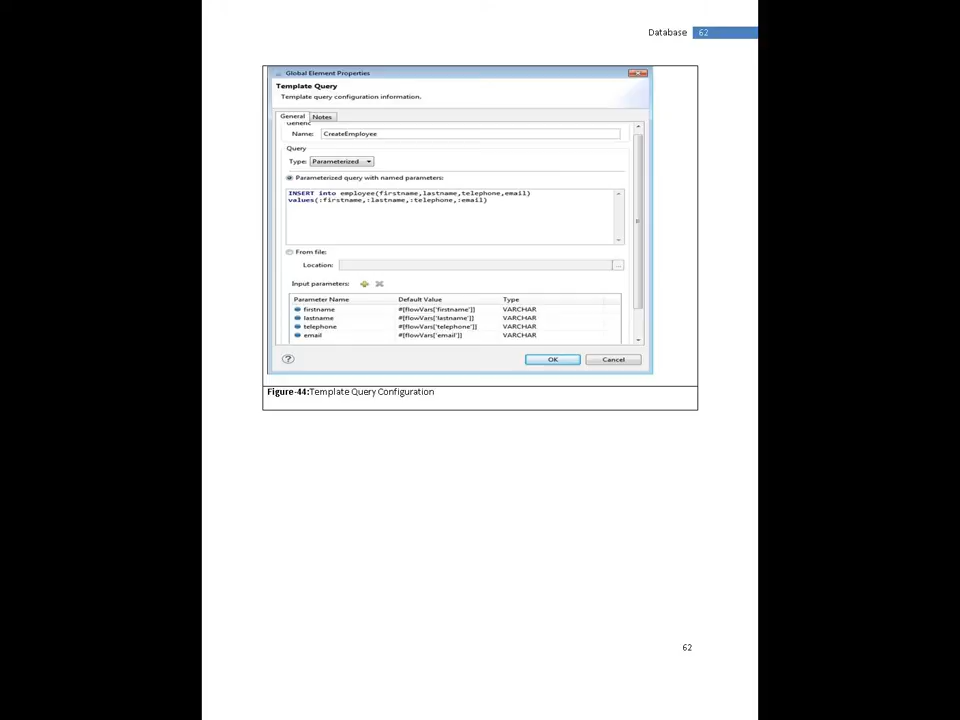 Database 62
Global Element Properties
Template Query
Template query configuration information.
General Notes
Generic
Name: CreateEmployee
Query
Type: Parameterized
Parameterized query with named parameters:
INSERT into employee(firstname,lastname,telephone,email)
values(:firstname,:lastname,:telephone,:email)
From file:
Location: ...
Input parameters:
Parameter Name Default Value Type
firstname #[flowVars['firstname']] VARCHAR
lastname #[flowVars['lastname']] VARCHAR
telephone #[flowVars['telephone']] VARCHAR
email #[flowVars['email']] VARCHAR
? OK Cancel
Figure-44:Template Query Configuration
62